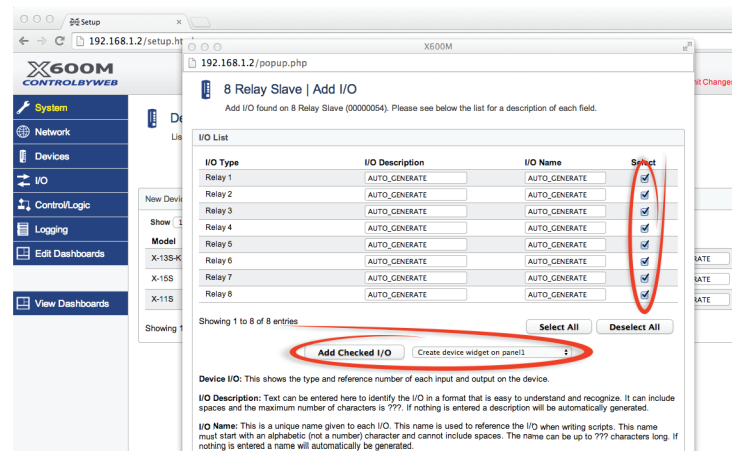 Setup
192.168.1.2/setup.ht
X600M
192.168.1.2/popup.php
X600M
CONTROLBYWEB
System
Network
Devices
I/O
Control/Logic
Logging
Edit Dashboards
View Dashboards
De
Lis
New Devic
Show 1
Model
X-13S-K
X-15S
X-11S
Showing 1
8 Relay Slave | Add I/O
Add I/O found on 8 Relay Slave (00000054). Please see below the list for a description of each field.
I/O List
I/O Type I/O Description I/O Name Select
Relay 1 AUTO_GENERATE AUTO_GENERATE
Relay 2 AUTO_GENERATE AUTO_GENERATE
Relay 3 AUTO_GENERATE AUTO_GENERATE
Relay 4 AUTO_GENERATE AUTO_GENERATE
Relay 5 AUTO_GENERATE AUTO_GENERATE
Relay 6 AUTO_GENERATE AUTO_GENERATE
Relay 7 AUTO_GENERATE AUTO_GENERATE
Relay 8 AUTO_GENERATE AUTO_GENERATE
Showing 1 to 8 of 8 entries
Select All Deselect All
Add Checked I/O Create device widget on panel1
Device I/O: This shows the type and reference number of each input and output on the device.
I/O Description: Text can be entered here to identify the I/O in a format that is easy to understand and recognize. It can include
spaces and the maximum number of characters is ???. If nothing is entered a description will be automatically generated.
I/O Name: This is a unique name given to each I/O. This name is used to reference the I/O when writing scripts. This name
must start with an alphabetic (not a number) character and cannot include spaces. The name can be up to ??? characters long. If
nothing is entered a name will automatically be generated.
nit Change
RATE
RATE
RATE